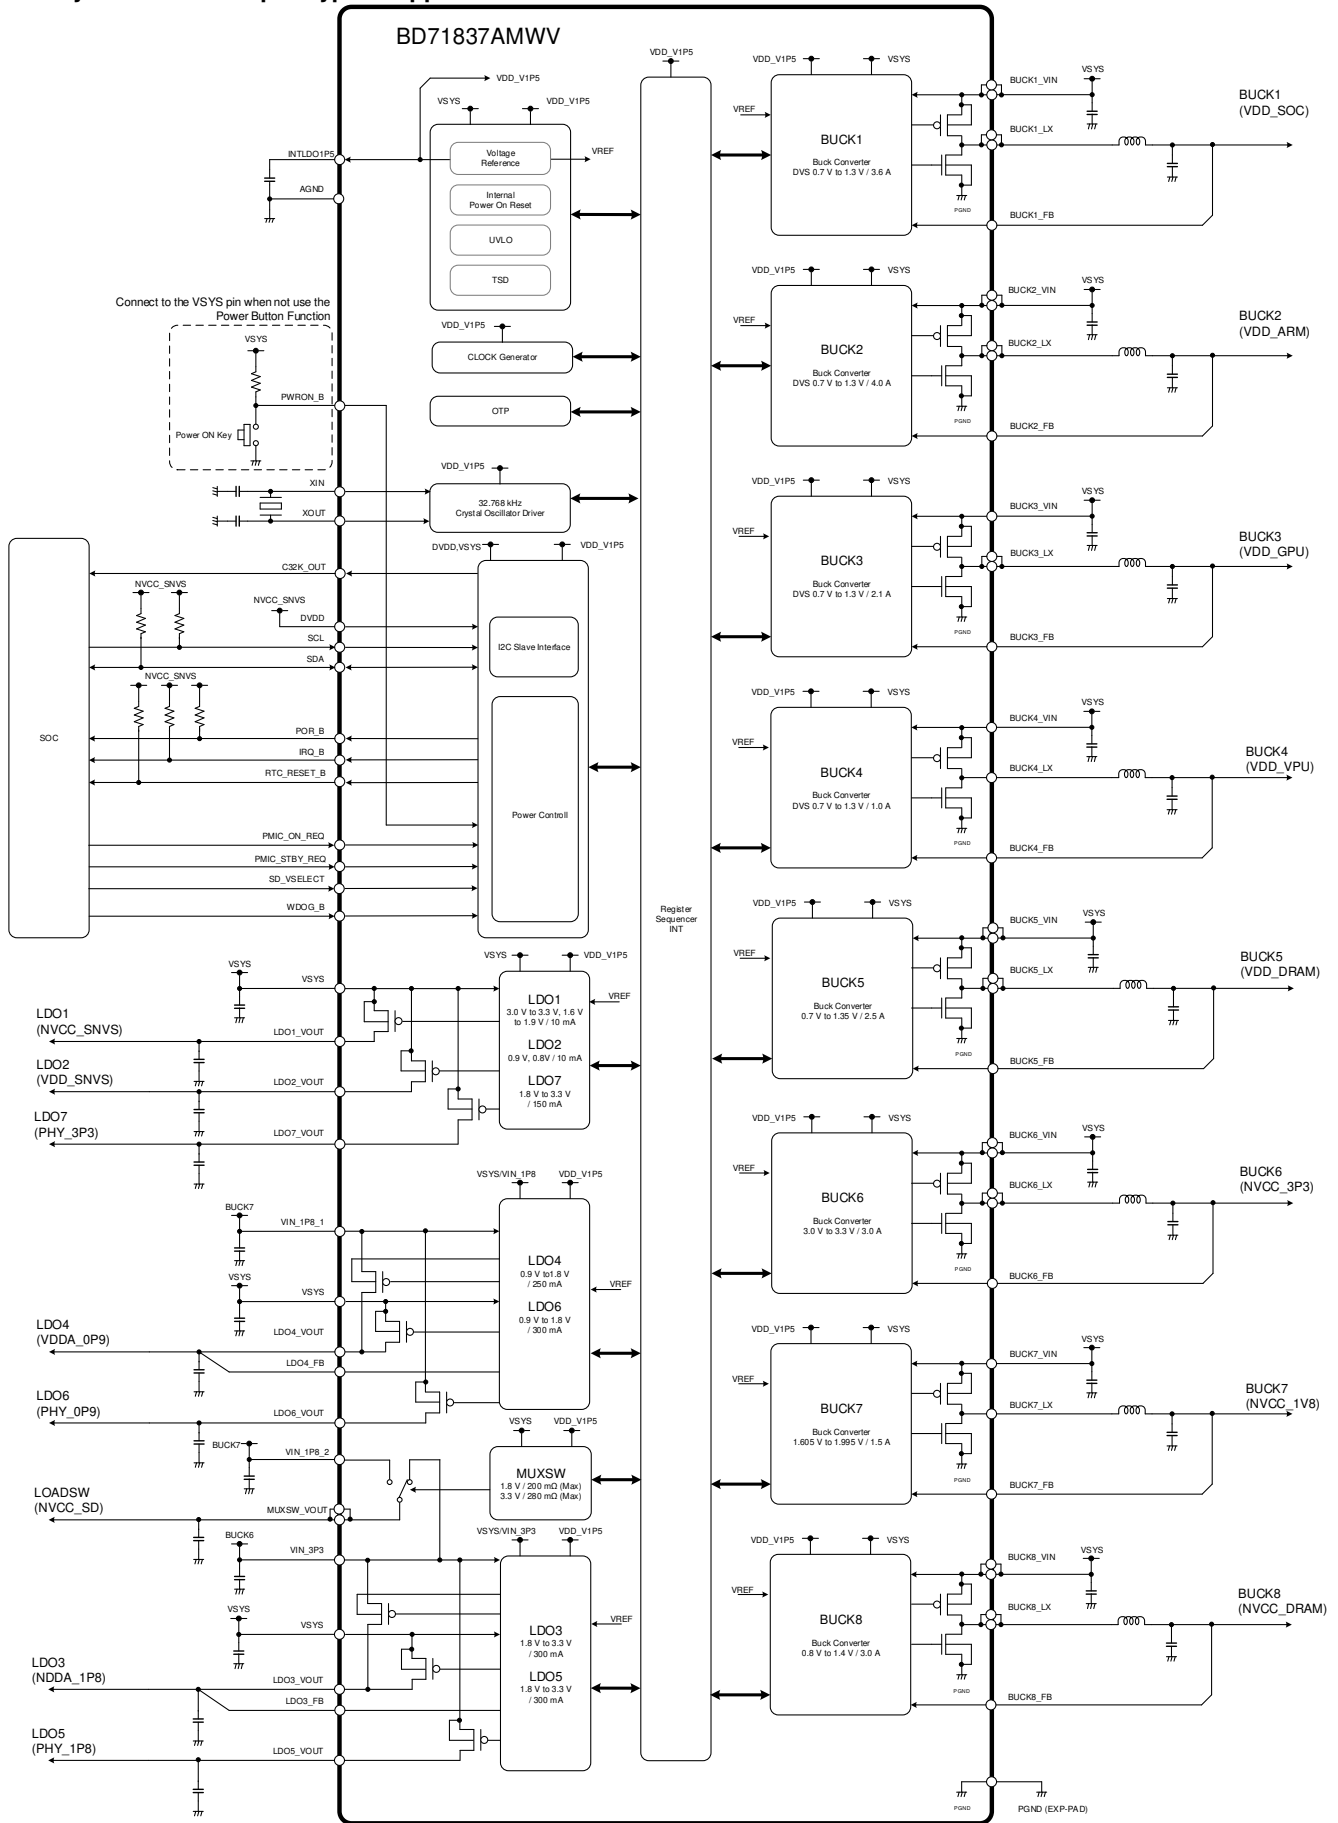 BD71837AMWV
VDD_V1P5
VSYS
VDD_V1P5
INTLDO1P5
AGND
Voltage
Reference
VREF
Internal
Power On Reset
UVLO
TSD
Connect to the VSYS pin when not use the
Power Button Function
VSYS
PWRON_B
Power ON Key
VDD_V1P5
CLOCK Generator
OTP
XIN
XOUT
VDD_V1P5
32.768 kHz
Crystal Oscillator Driver
SOC
DVDD,VSYS
VDD_V1P5
C32K_OUT
NVCC_SNVS
NVCC_SNVS
DVDD
SCL
SDA
I2C Slave Interface
NVCC_SNVS
POR_B
IRQ_B
RTC_RESET_B
Power Controll
PMIC_ON_REQ
PMIC_STBY_REQ
SD_VSELECT
WDOG_B
VSYS
VSYS
VSYS
VDD_V1P5
LDO1
(NVCC_SNVS)
LDO1_VOUT
LDO2
(VDD_SNVS)
LDO2_VOUT
LDO7
(PHY_3P3)
LDO7_VOUT
LDO1
3.0 V to 3.3 V, 1.6 V
to 1.9 V / 10 mA
LDO2
0.9 V, 0.8V / 10 mA
LDO7
1.8 V to 3.3 V
/ 150 mA
VREF
VSYS/VIN_1P8
VDD_V1P5
BUCK7
VIN_1P8_1
VSYS
VSYS
LDO4
0.9 V to1.8 V
/ 250 mA
LDO6
0.9 V to 1.8 V
/ 300 mA
VREF
LDO4
(VDDA_0P9)
LDO4_VOUT
LDO4_FB
LDO6
(PHY_0P9)
LDO6_VOUT
BUCK7
VIN_1P8_2
VSYS
VDD_V1P5
MUXSW
1.8 V / 200 mΩ (Max)
3.3 V / 280 mΩ (Max)
LOADSW
(NVCC_SD)
MUXSW_VOUT
BUCK6
VIN_3P3
VSYS/VIN_3P3
VDD_V1P5
VSYS
VSYS
LDO3
1.8 V to 3.3 V
/ 300 mA
LDO5
1.8 V to 3.3 V
/ 300 mA
VREF
LDO3
(NDDA_1P8)
LDO3_VOUT
LDO3_FB
LDO5
(PHY_1P8)
LDO5_VOUT
VDD_V1P5
Register
Sequencer
INT
VDD_V1P5
VSYS
VREF
BUCK1
Buck Converter
DVS 0.7 V to 1.3 V / 3.6 A
PGND
BUCK1_VIN
VSYS
BUCK1_LX
BUCK1_FB
BUCK1
(VDD_SOC)
VDD_V1P5
VSYS
VREF
BUCK2
Buck Converter
DVS 0.7 V to 1.3 V / 4.0 A
PGND
BUCK2_VIN
VSYS
BUCK2_LX
BUCK2_FB
BUCK2
(VDD_ARM)
VDD_V1P5
VSYS
VREF
BUCK3
Buck Converter
DVS 0.7 V to 1.3 V / 2.1 A
PGND
BUCK3_VIN
VSYS
BUCK3_LX
BUCK3_FB
BUCK3
(VDD_GPU)
VDD_V1P5
VSYS
VREF
BUCK4
Buck Converter
DVS 0.7 V to 1.3 V / 1.0 A
PGND
BUCK4_VIN
VSYS
BUCK4_LX
BUCK4_FB
BUCK4
(VDD_VPU)
VDD_V1P5
VSYS
VREF
BUCK5
Buck Converter
0.7 V to 1.35 V / 2.5 A
PGND
BUCK5_VIN
VSYS
BUCK5_LX
BUCK5_FB
BUCK5
(VDD_DRAM)
VDD_V1P5
VSYS
VREF
BUCK6
Buck Converter
3.0 V to 3.3 V / 3.0 A
PGND
BUCK6_VIN
VSYS
BUCK6_LX
BUCK6_FB
BUCK6
(NVCC_3P3)
VDD_V1P5
VSYS
VREF
BUCK7
Buck Converter
1.605 V to 1.995 V / 1.5 A
PGND
BUCK7_VIN
VSYS
BUCK7_LX
BUCK7_FB
BUCK7
(NVCC_1V8)
VDD_V1P5
VSYS
VREF
BUCK8
Buck Converter
0.8 V to 1.4 V / 3.0 A
PGND
BUCK8_VIN
VSYS
BUCK8_LX
BUCK8_FB
BUCK8
(NVCC_DRAM)
PGND
PGND (EXP-PAD)